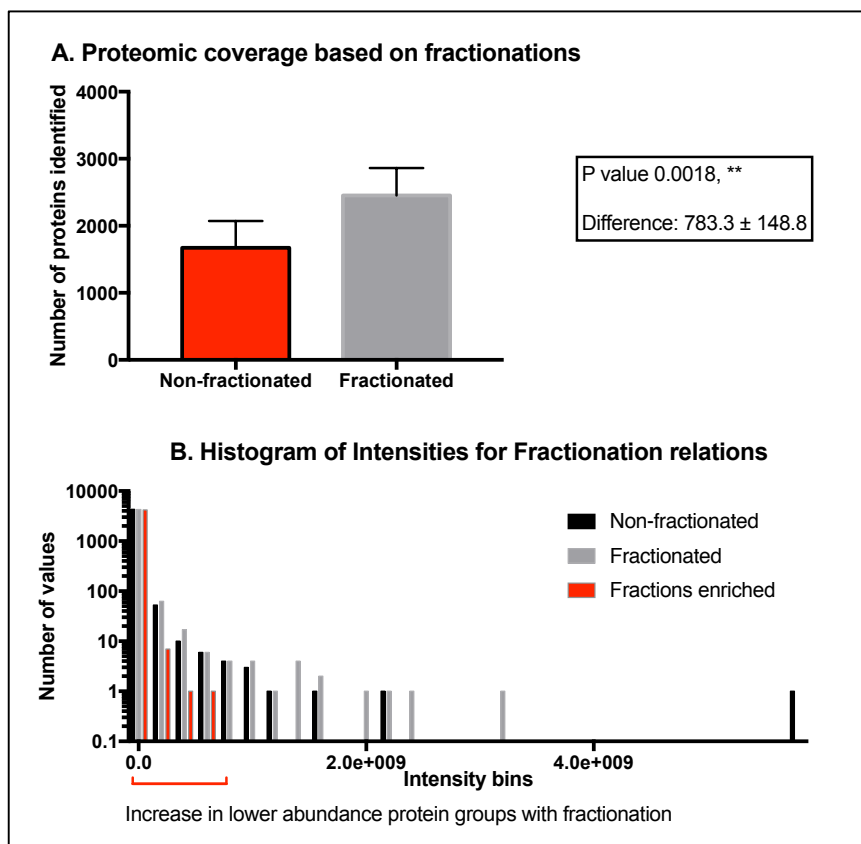 A. Proteomic coverage based on fractionations
Number of proteins identified
4000
3000
2000
1000
0
Non-fractionated
Fractionated
P value 0.0018, **
Difference: 783.3 ± 148.8
B. Histogram of Intensities for Fractionation relations
Number of values
10000
1000
100
10
1
0.1
Non-fractionated
Fractionated
Fractions enriched
0.0
2.0e+009
4.0e+009
Intensity bins
Increase in lower abundance protein groups with fractionation